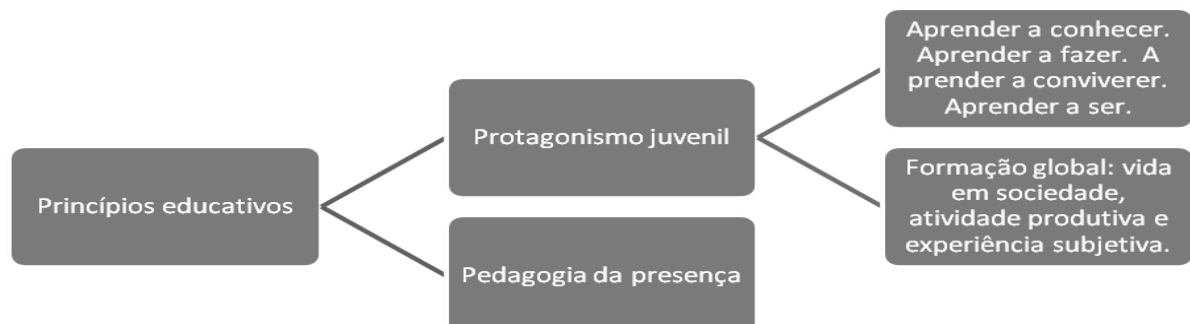 Princípios educativos
Protagonismo juvenil
Pedagogia da presença
Aprender a conhecer.
Aprender a fazer.  A
prender a conviverer.
Aprender a ser.
Formação global: vida
em sociedade,
atividade produtiva e
experiência subjetiva.